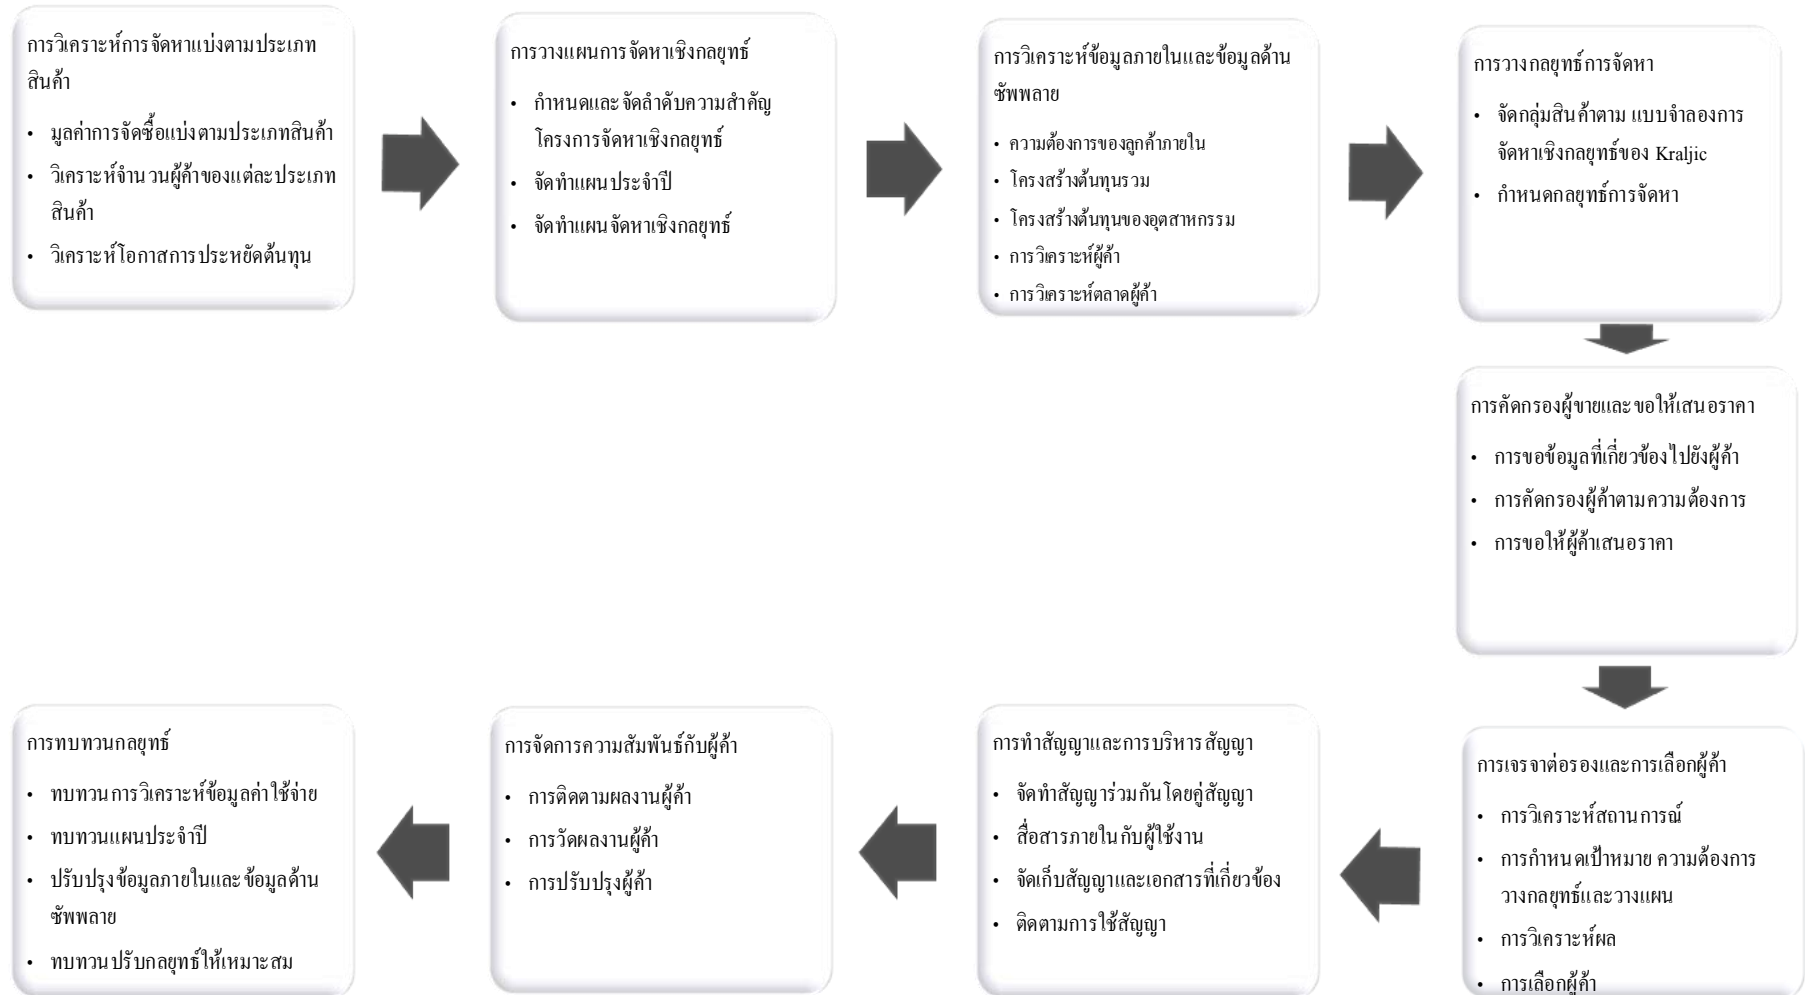 การวิเคราะห์การจัดหาแบ่งตามประเภท
สินค้า
• มูลค่าการจัดซื้อแบ่งตามประเภทสินค้า
• วิเคราะห์จำนวนผู้ค้าของแต่ละประเภท
สินค้า
• วิเคราะห์โอกาสการประหยัดต้นทุน
การวางแผนการจัดหาเชิงกลยุทธ์
• กำหนดและจัดลำดับความสำคัญ
โครงการจัดหาเชิงกลยุทธ์
• จัดทำแผนประจำปี
• จัดทำแผนจัดหาเชิงกลยุทธ์
การวิเคราะห์ข้อมูลภายในและข้อมูลด้าน
ซัพพลาย
• ความต้องการของลูกค้าภายใน
• โครงสร้างต้นทุนรวม
• โครงสร้างต้นทุนของอุตสาหกรรม
• การวิเคราะห์ผู้ค้า
• การวิเคราะห์ตลาดผู้ค้า
การวางกลยุทธ์การจัดหา
• จัดกลุ่มสินค้าตาม แบบจำลองการ
จัดหาเชิงกลยุทธ์ของ Kraljic
• กำหนดกลยุทธ์การจัดหา
การคัดกรองผู้ขายและขอให้เสนอราคา
• การขอข้อมูลที่เกี่ยวข้องไปยังผู้ค้า
• การคัดกรองผู้ค้าตามความต้องการ
• การขอให้ผู้ค้าเสนอราคา
การเจรจาต่อรองและการเลือกผู้ค้า
• การวิเคราะห์สถานการณ์
• การกำหนดเป้าหมาย ความต้องการ
วางกลยุทธ์และวางแผน
• การวิเคราะห์ผล
• การเลือกผู้ค้า
การทำสัญญาและการบริหารสัญญา
• จัดทำสัญญาร่วมกันโดยคู่สัญญา
• สื่อสารภายในกับผู้ใช้งาน
• จัดเก็บสัญญาและเอกสารที่เกี่ยวข้อง
• ติดตามการใช้สัญญา
การจัดการความสัมพันธ์กับผู้ค้า
• การติดตามผลงานผู้ค้า
• การวัดผลงานผู้ค้า
• การปรับปรุงผู้ค้า
การทบทวนกลยุทธ์
• ทบทวนการวิเคราะห์ข้อมูลค่าใช้จ่าย
• ทบทวนแผนประจำปี
• ปรับปรุงข้อมูลภายในและข้อมูลด้าน
ซัพพลาย
• ทบทวนปรับกลยุทธ์ให้เหมาะสม